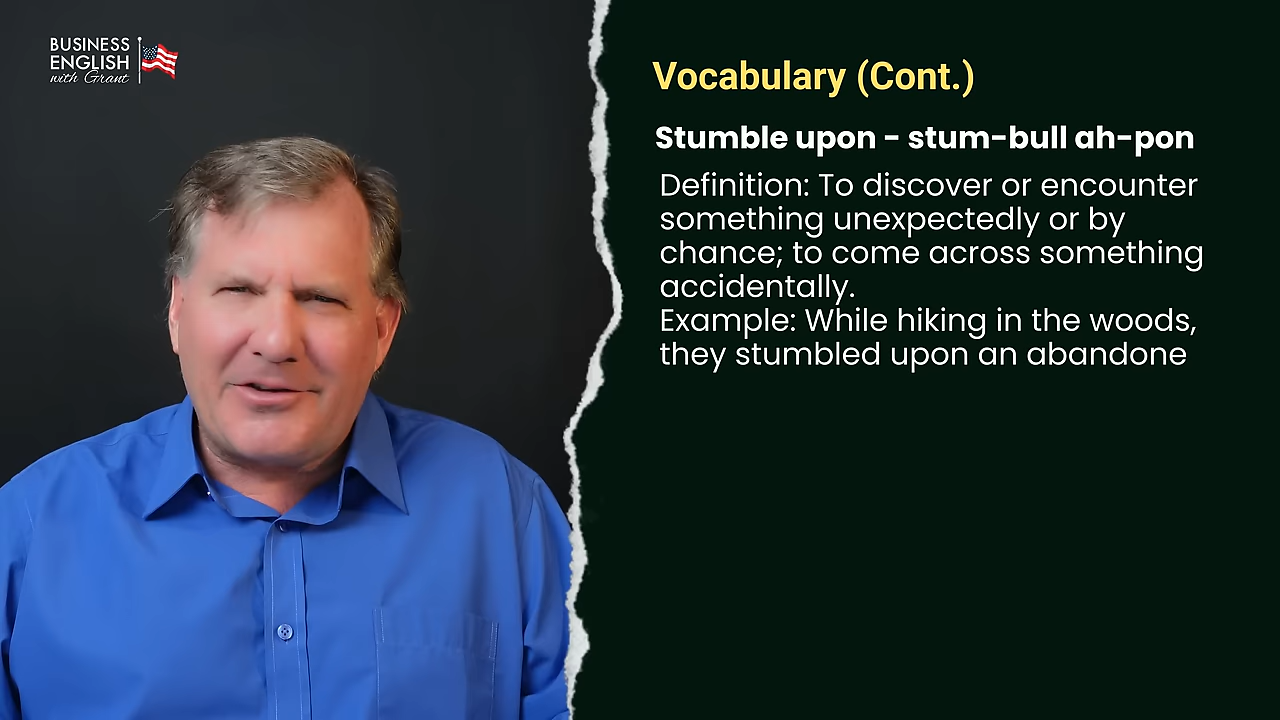 BUSINESS
ENGLISH
with Grant
Vocabulary (Cont.)
Stumble upon - stum-bull ah-pon
Definition: To discover or encounter
something unexpectedly or by
chance; to come across something
accidentally.
Example: While hiking in the woods,
they stumbled upon an abandone